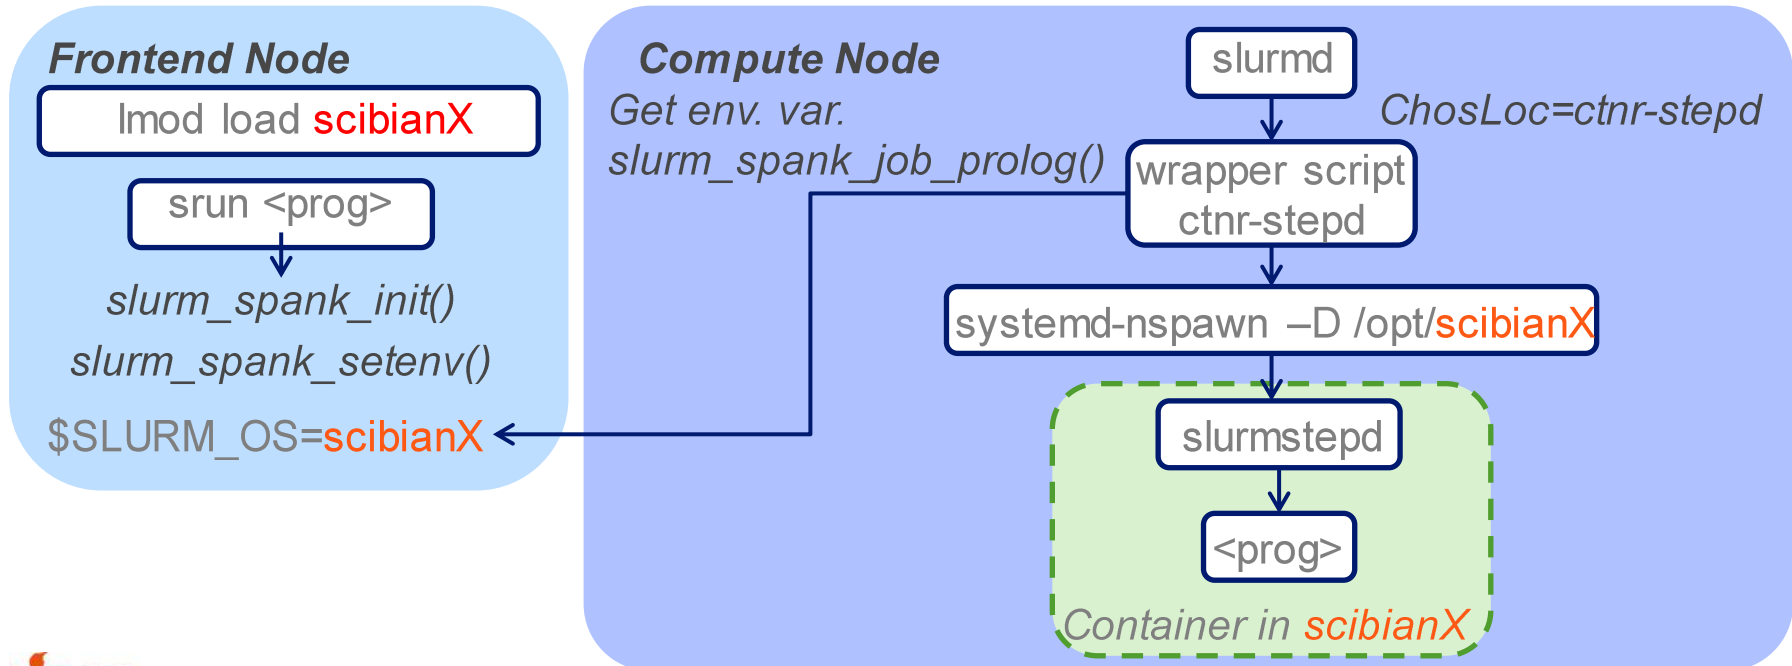 Frontend Node
lmod load scibianX
srun <prog>
slurm_spank_init()
slurm_spank_setenv()
$SLURM_OS=scibianX
Compute Node
Get env. var.
slurm_spank_job_prolog()
slurmd
ChosLoc=ctnr-stepd
wrapper script
ctnr-stepd
systemd-nspawn –D /opt/scibianX
slurmstepd
<prog>
Container in scibianX